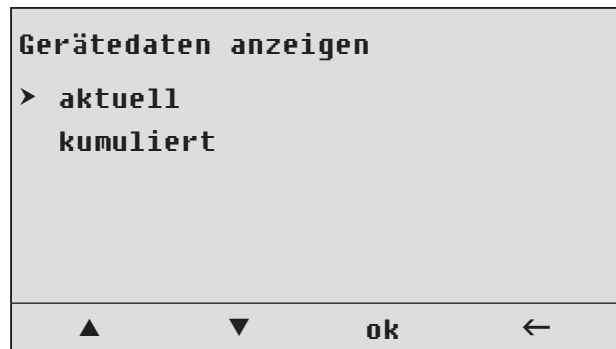 Gerätedaten anzeigen
➤ aktuell
kumuliert
▲ ▼ ok ←